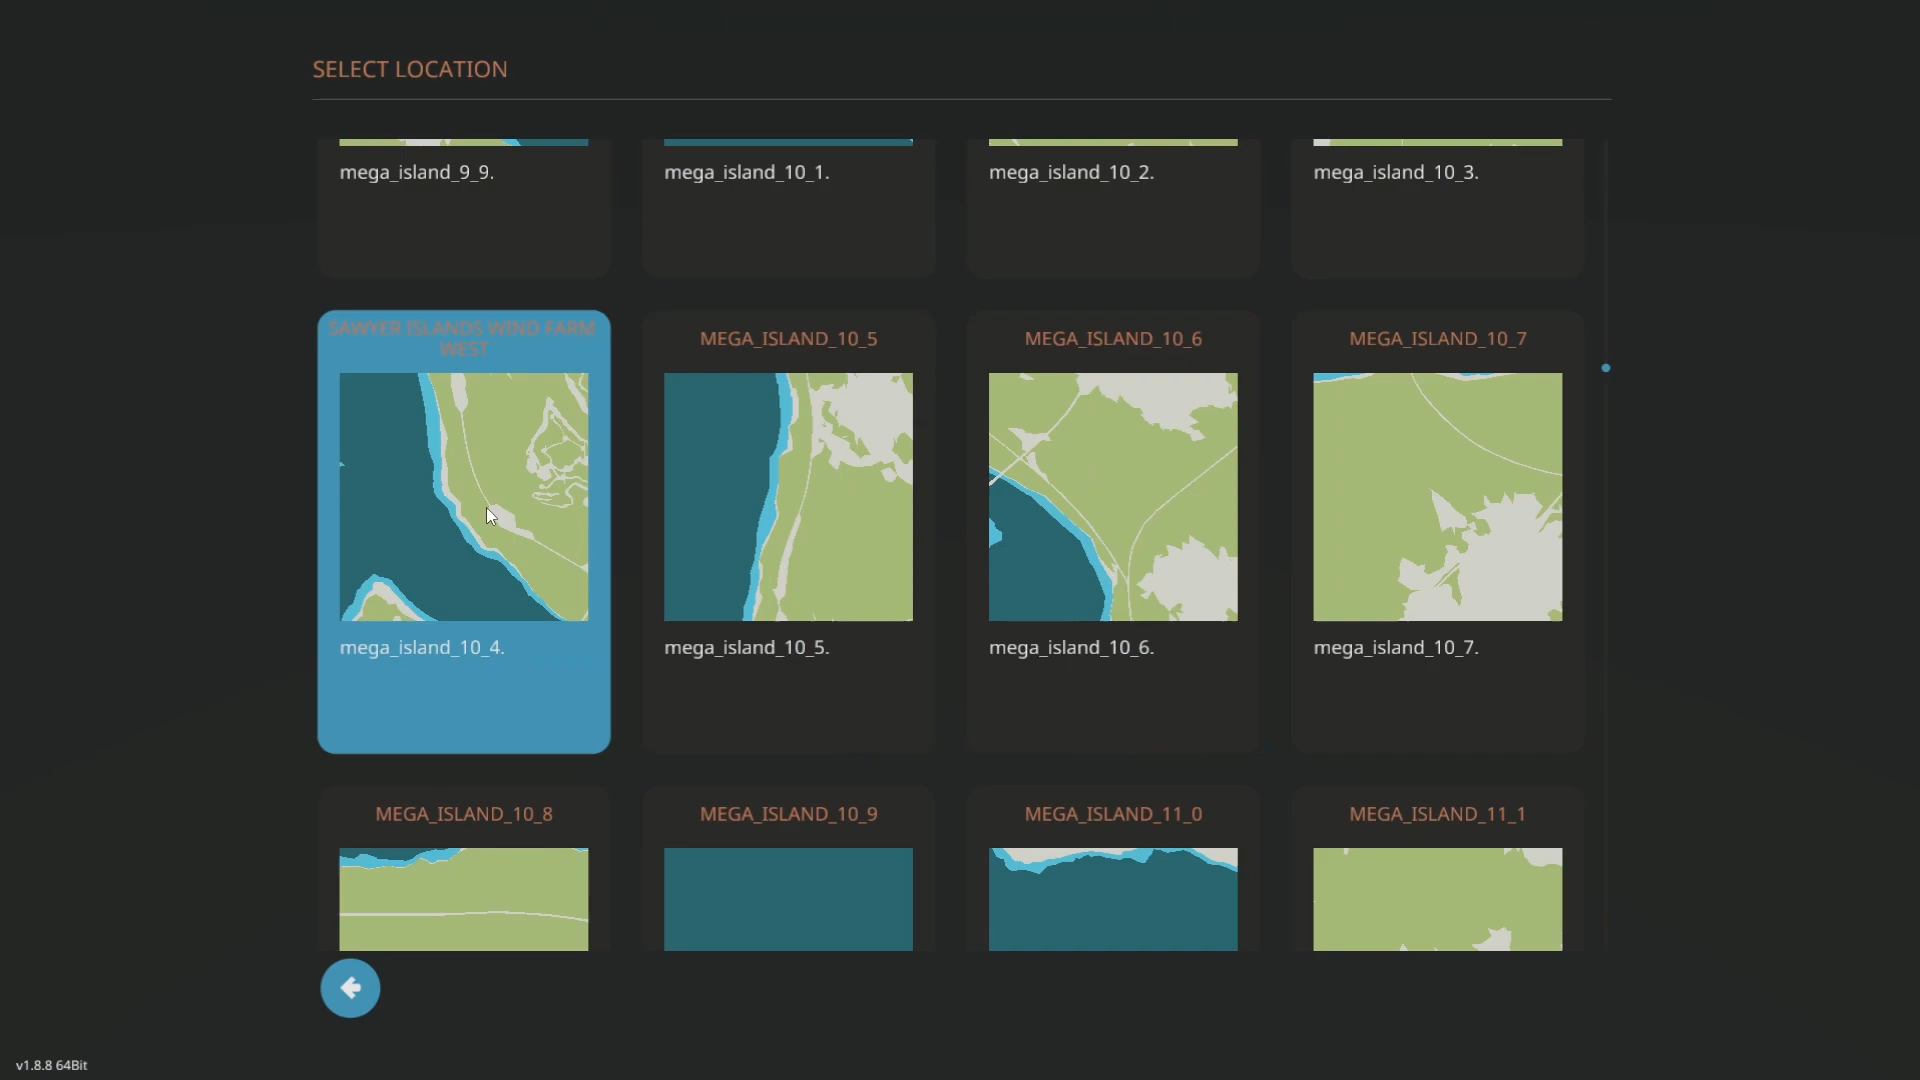 SELECT LOCATION
mega_island_9_9.
mega_island_10_1.
mega_island_10_2.
mega_island_10_3.
SAWYER ISLANDS WIND FARM
WEST
MEGA_ISLAND_10_5
MEGA_ISLAND_10_6
MEGA_ISLAND_10_7
mega_island_10_4.
mega_island_10_5.
mega_island_10_6.
mega_island_10_7.
MEGA_ISLAND_10_8
MEGA_ISLAND_10_9
MEGA_ISLAND_11_0
MEGA_ISLAND_11_1
v1.8.8 64Bit